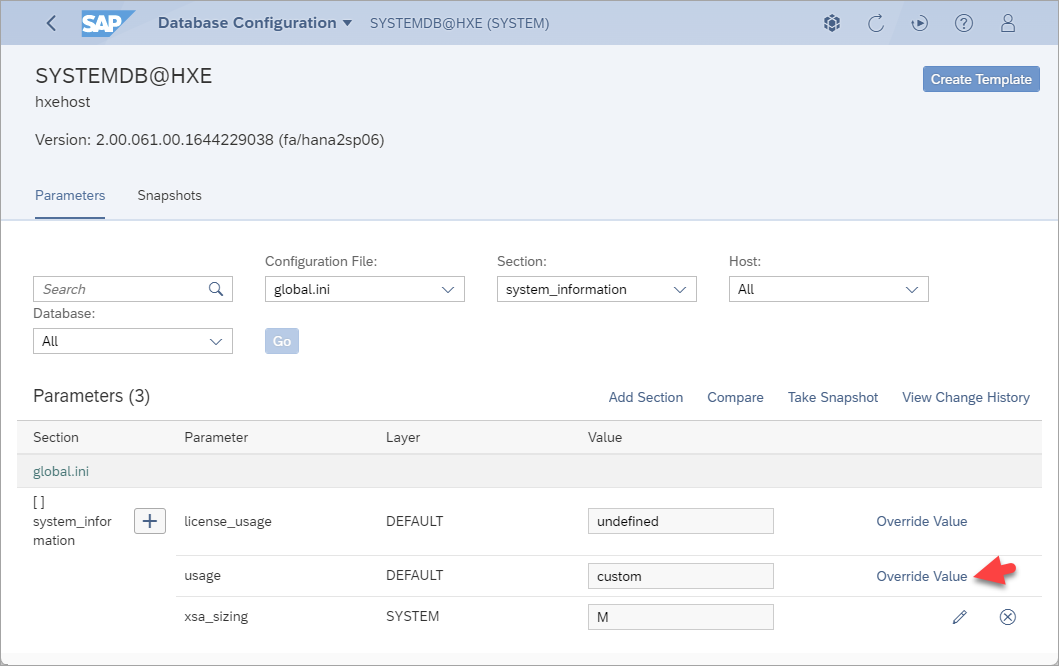 SAP Database Configuration SYSTEMDB@HXE (SYSTEM)
SYSTEMDB@HXE
Create Template
hxehost
Version: 2.00.061.00.1644229038 (fa/hana2sp06)
Parameters Snapshots
Configuration File: Section: Host:
Search global.ini system_information All
Database:
All Go
Parameters (3) Add Section Compare Take Snapshot View Change History
Section Parameter Layer Value
global.ini
[ ]
system_infor license_usage DEFAULT undefined Override Value
mation
usage DEFAULT custom Override Value
xsa_sizing SYSTEM M